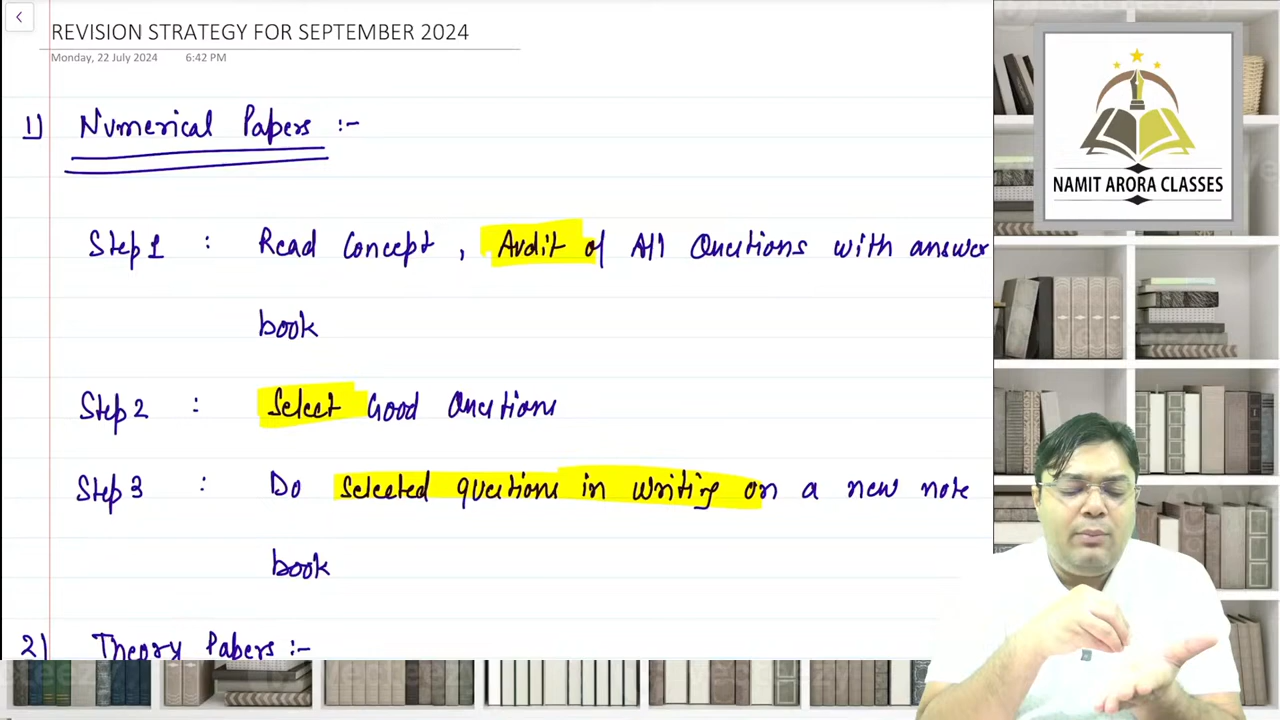 REVISION STRATEGY FOR SEPTEMBER 2024
Monday, 22 July 2024 6:42 PM
1) Numerical Papers :-
Step 1 : Read Concept , Audit of All Questions with answer
book
Step 2 : Select Good Questions
Step 3 : Do Selected questions in writing on a new note
book
2) Theory Papers :-
NAMIT ARORA CLASSES